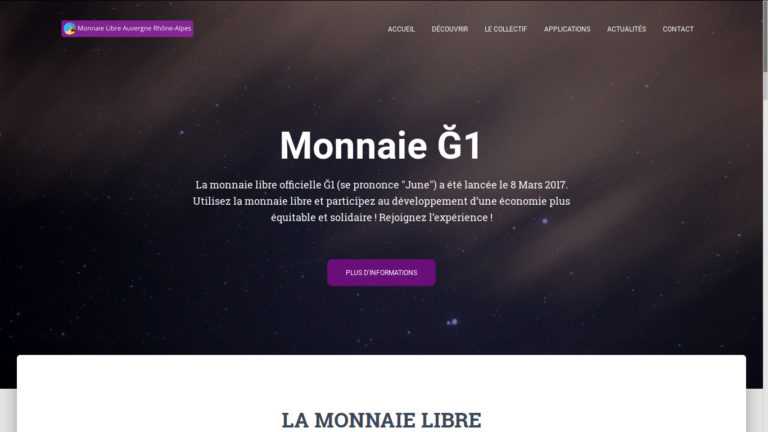 Monnaie Libre Auvergne Rhône-Alpes
ACCUEIL DÉCOUVRIR LE COLLECTIF APPLICATIONS ACTUALITÉS CONTACT
Monnaie Ğ1
La monnaie libre officielle Ğ1 (se prononce "June") a été lancée le 8 Mars 2017.
Utilisez la monnaie libre et participez au développement d'une économie plus
équitable et solidaire ! Rejoignez l'expérience !
PLUS D'INFORMATIONS
LA MONNAIE LIBRE